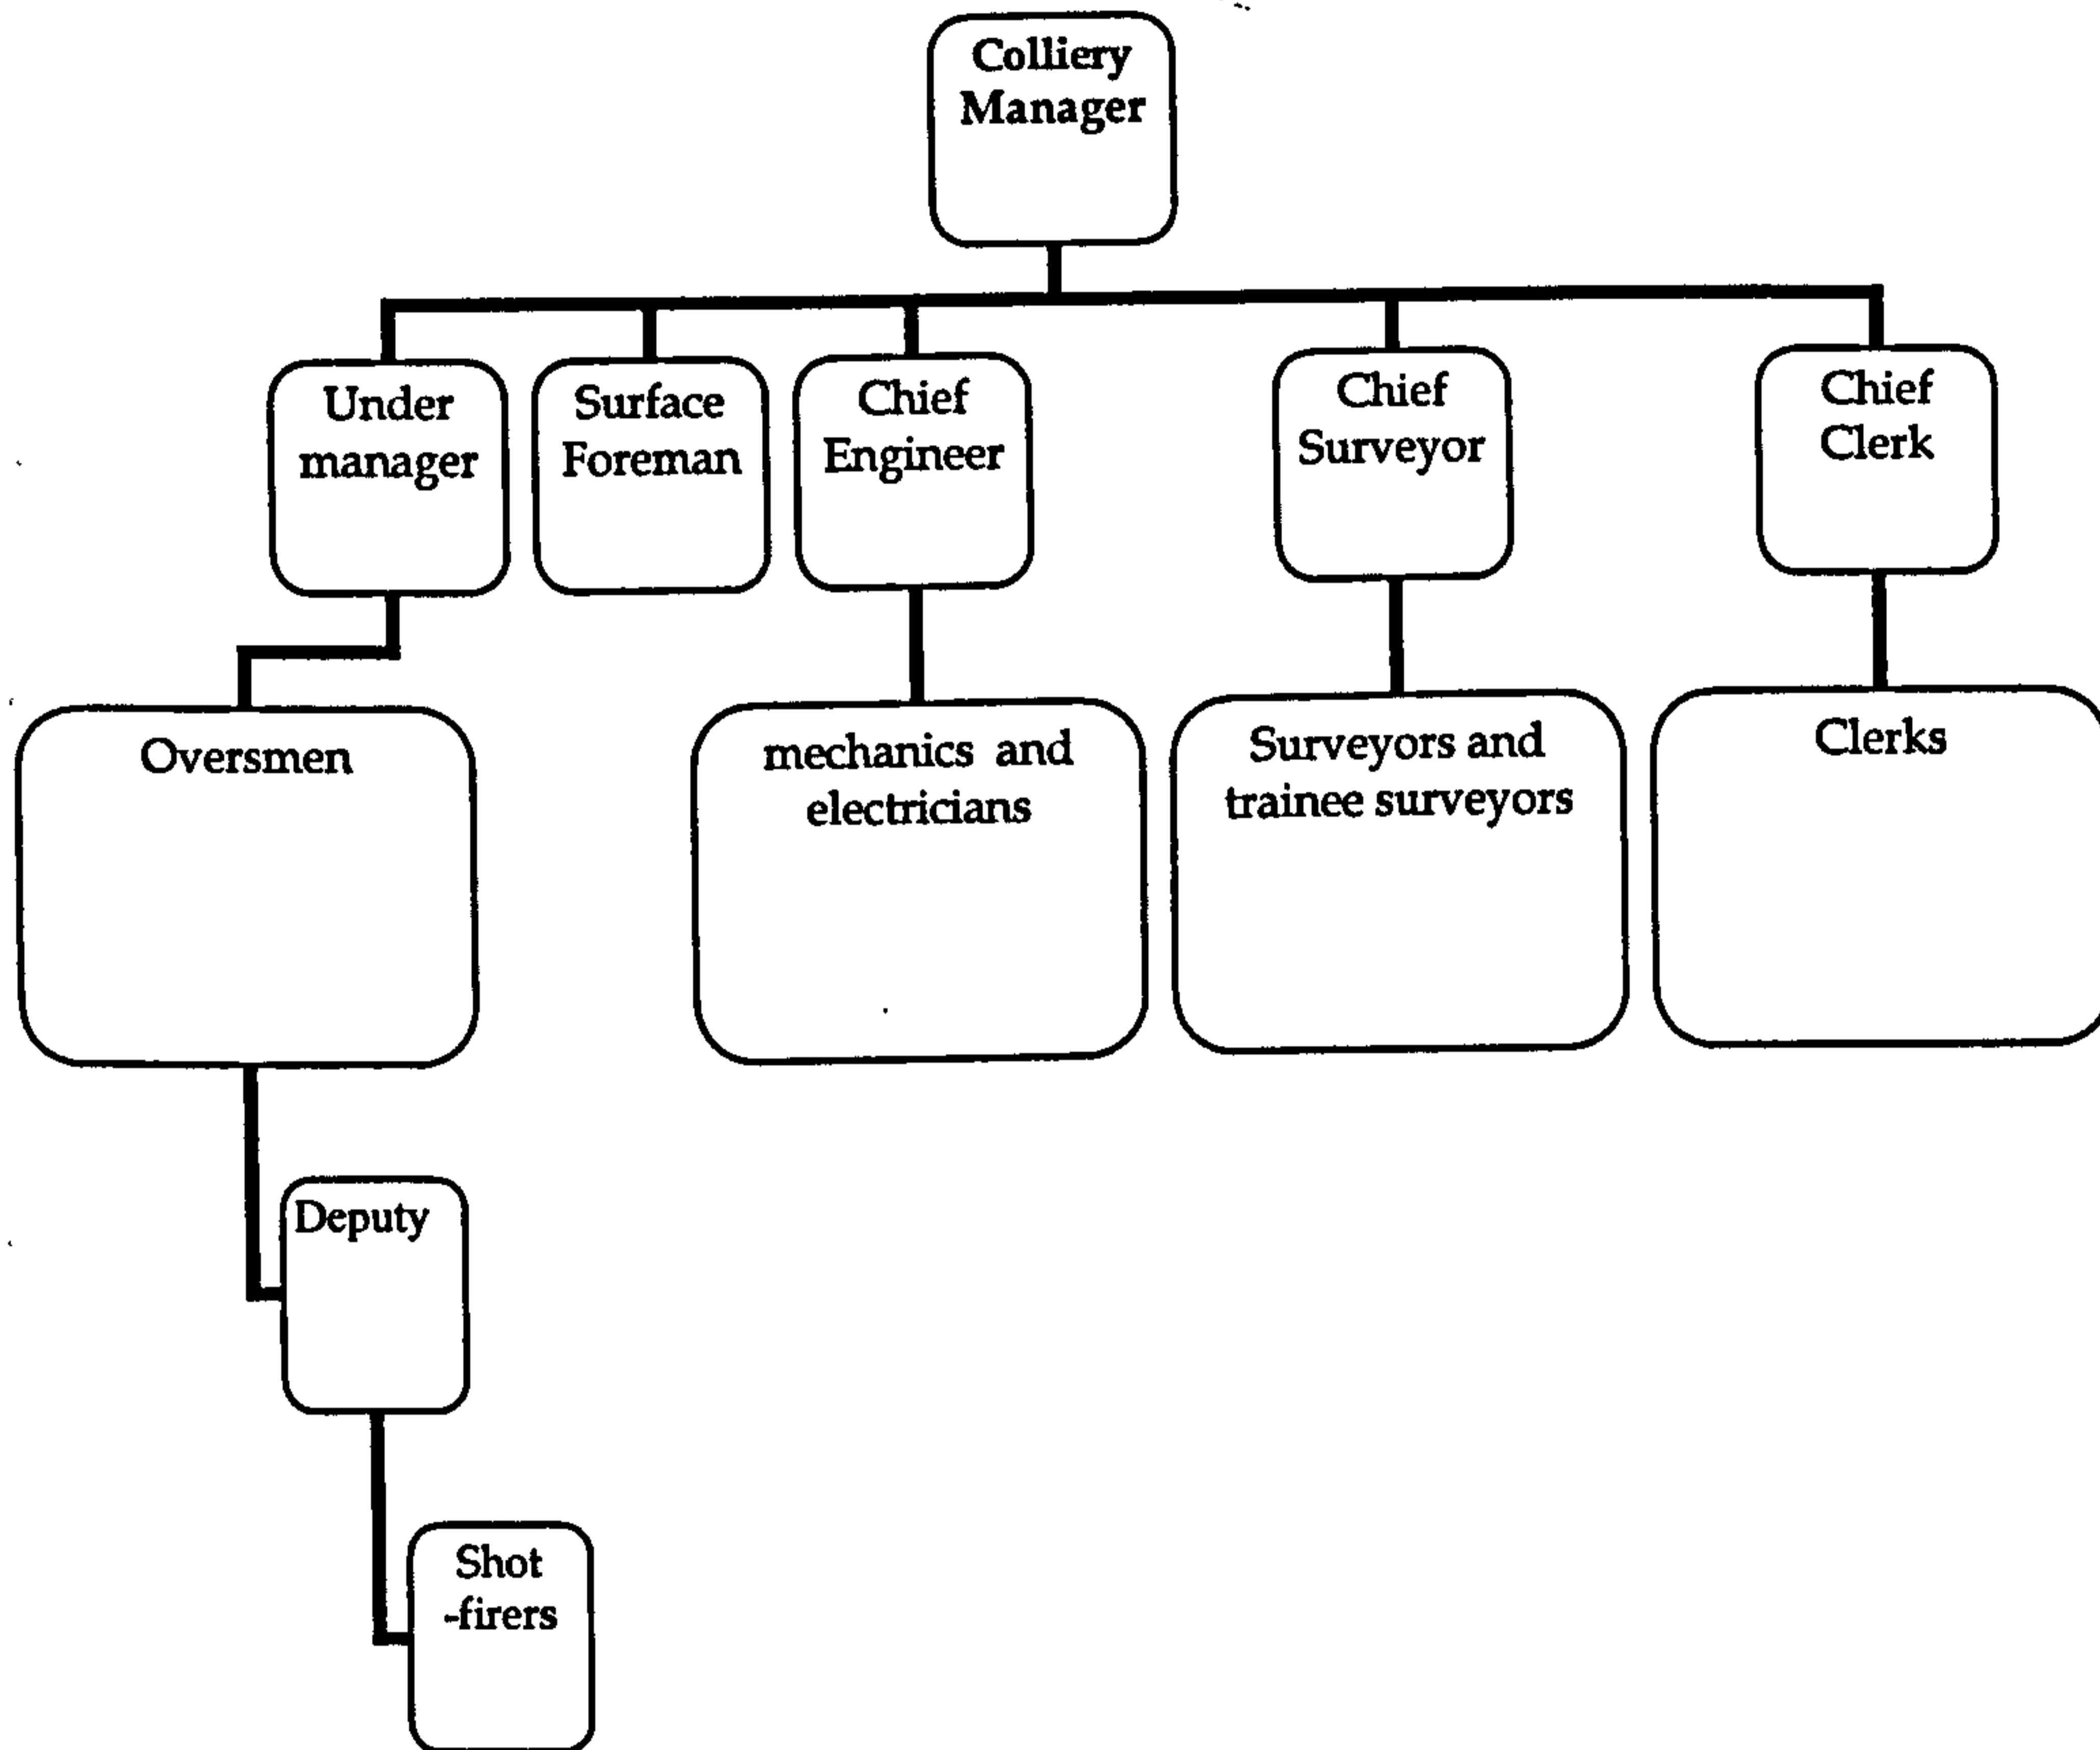 Colliery
Manager
Under
manager
Surface
Foreman
Chief
Engineer
Chief
Surveyor
Chief
Clerk
Oversmen
mechanics and
electricians
Surveyors and
trainee surveyors
Clerks
Deputy
Shot
-firers